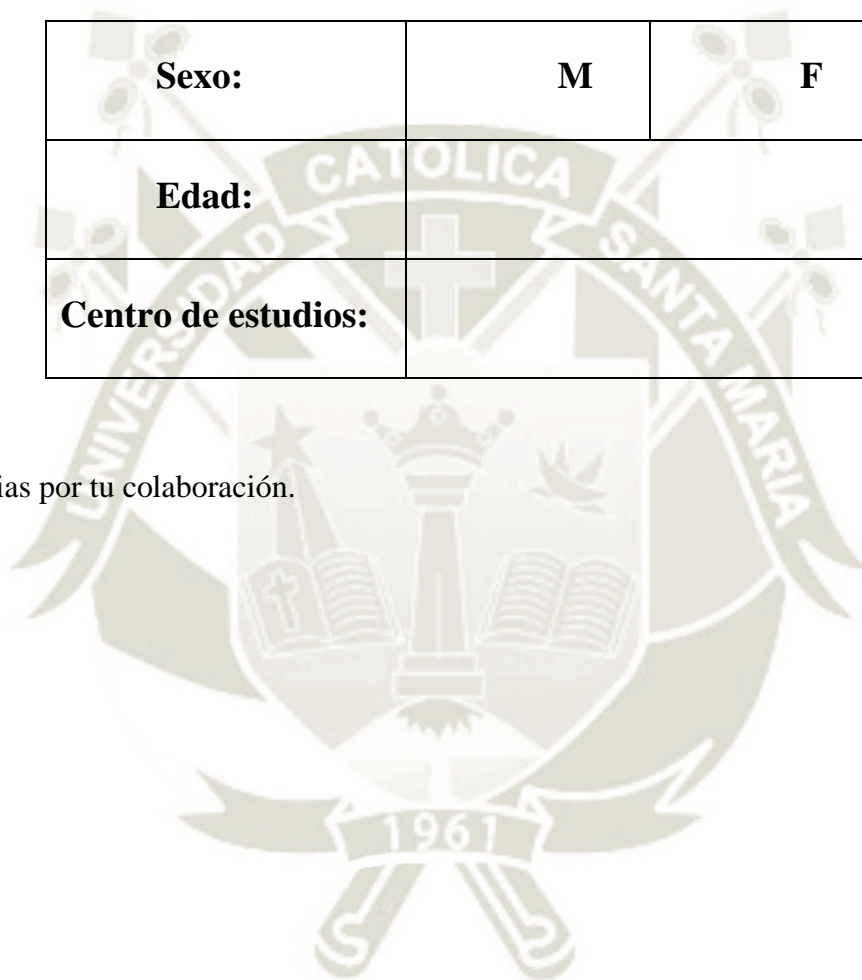 Sexo: M F
Edad:
Centro de estudios:
ias por tu colaboración.
UNIVERSIDAD CATOLICA SANTA MARIA
1961